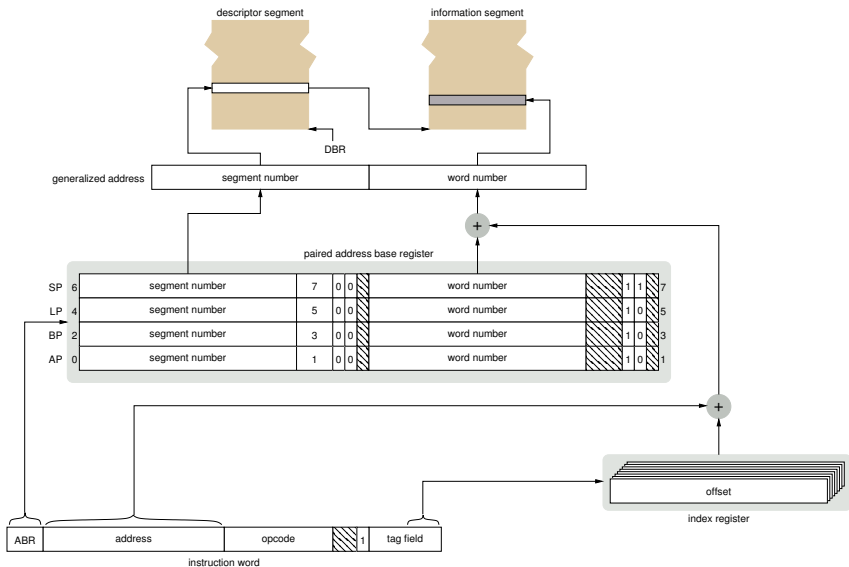 descriptor segment
information segment
DBR
generalized address
segment number
word number
+
paired address base register
SP 6 segment number 7 0 0 word number 1 1 7
LP 4 segment number 5 0 0 word number 1 0 5
BP 2 segment number 3 0 0 word number 1 0 3
AP 0 segment number 1 0 0 word number 1 0 1
+
offset
index register
ABR address opcode 1 tag field
instruction word